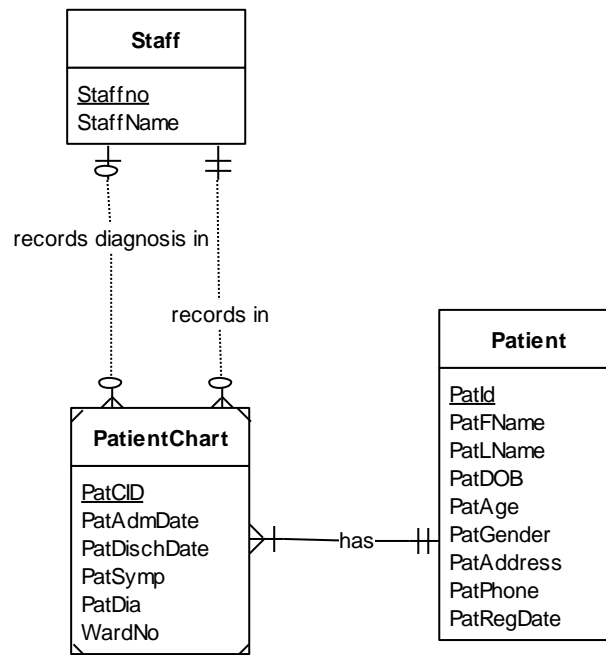 Staff
Staffno
StaffName
records diagnosis in
records in
Patient
PatId
PatFName
PatLName
PatDOB
PatAge
PatGender
PatAddress
PatPhone
PatRegDate
PatientChart
PatCID
PatAdmDate
PatDischDate
PatSymp
PatDia
WardNo
has